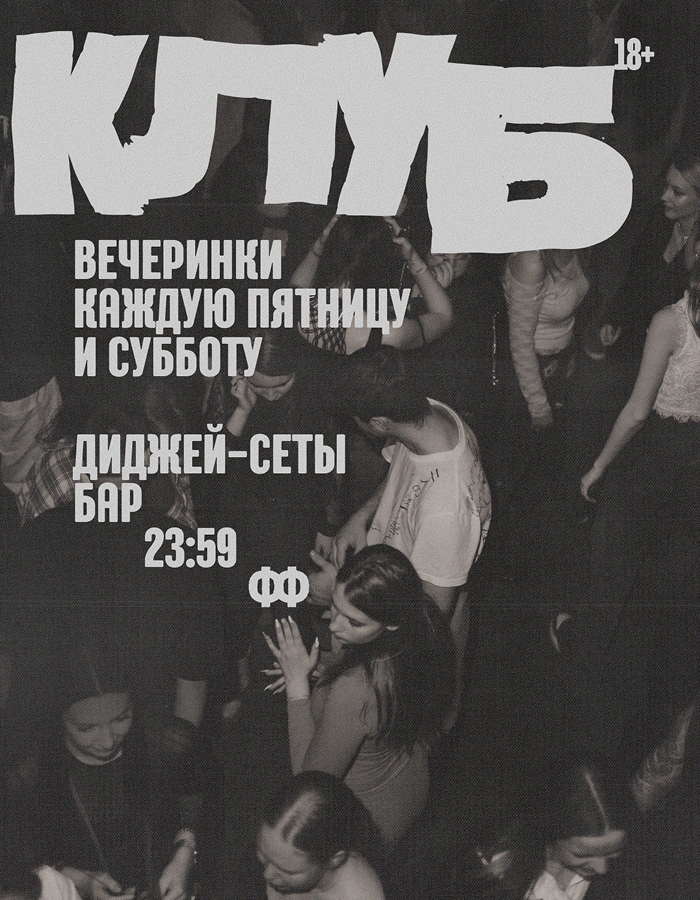 КЛУБ
18+
ВЕЧЕРИНКИ
КАЖДУЮ ПЯТНИЦУ
И СУББОТУ
ДИДЖЕЙ-СЕТЫ
БАР
23:59
ФФ